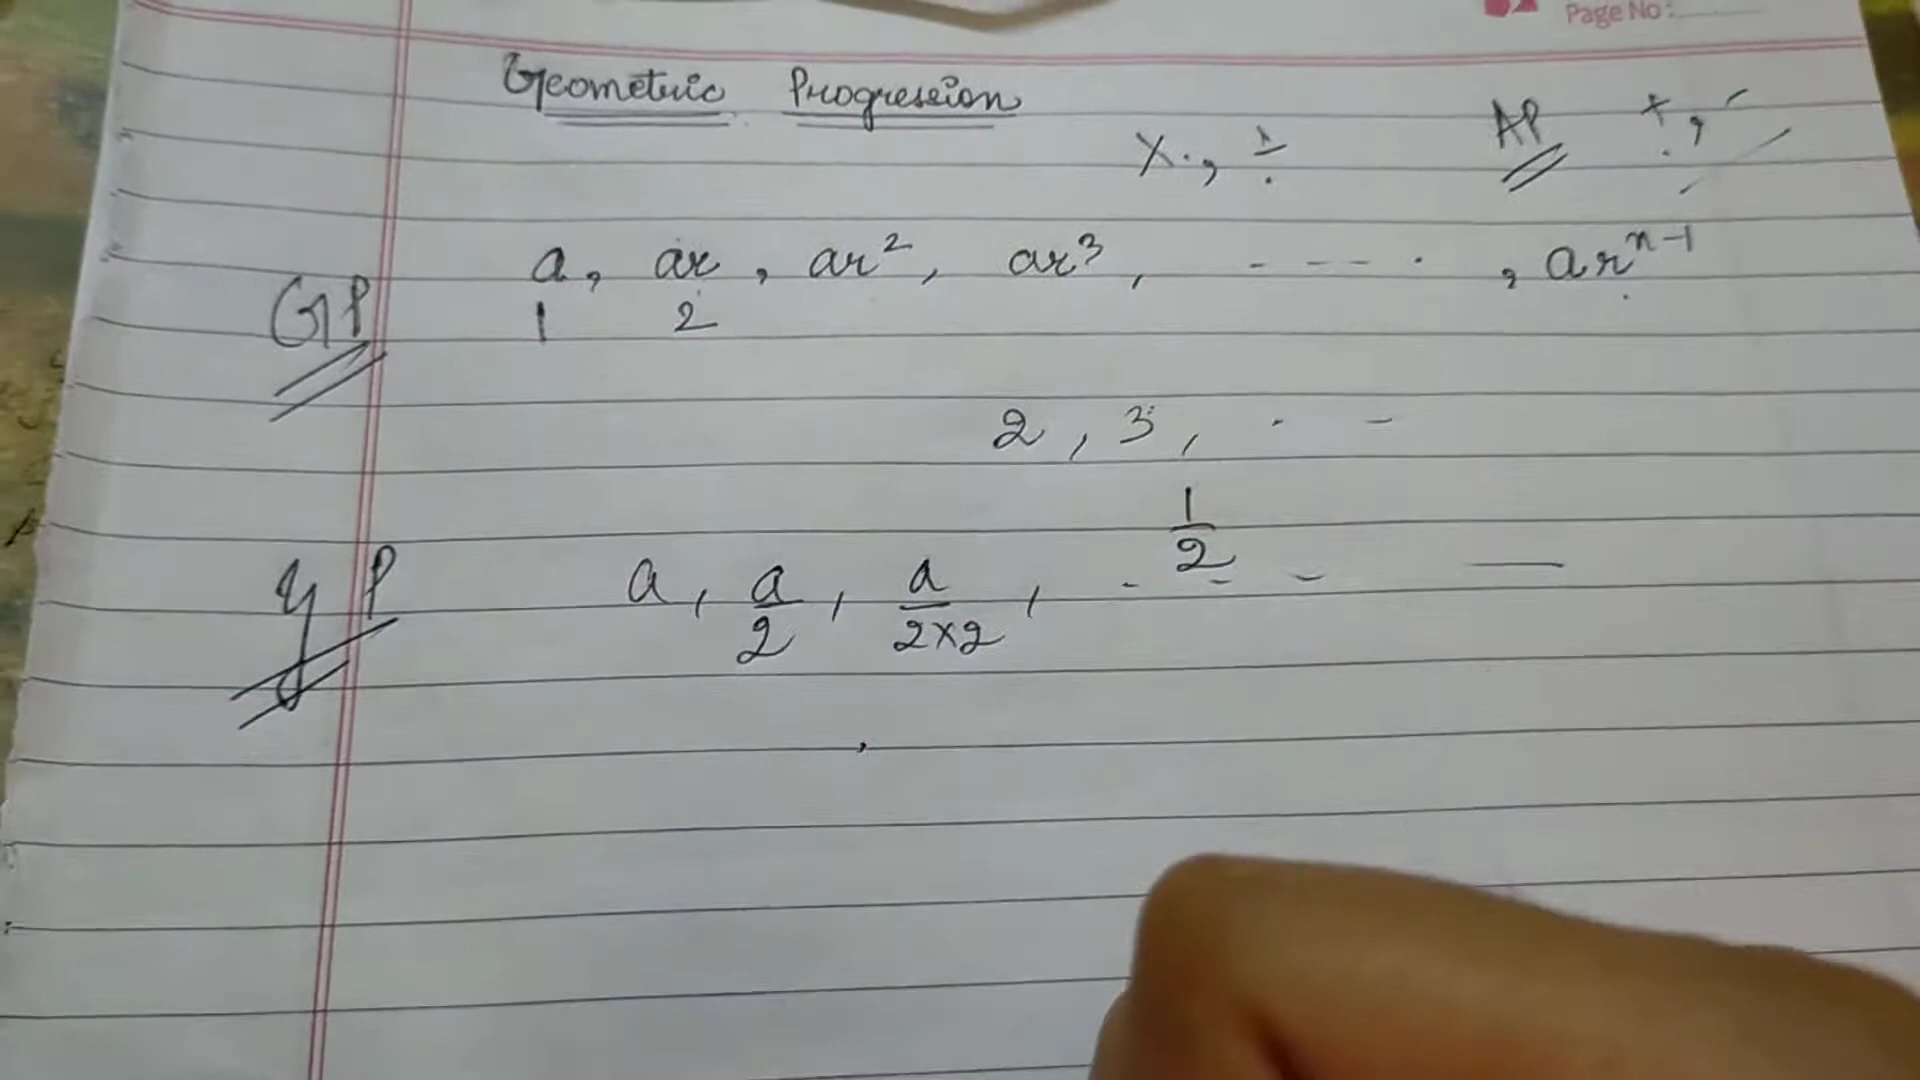 Page No:
Geometric Progression
×, ÷
AP +, -
GP a, ar, ar², ar³, ---- , arⁿ⁻¹
1 2
2, 3, - -
1/2
GP a, a/2, a/2×2, - - - —